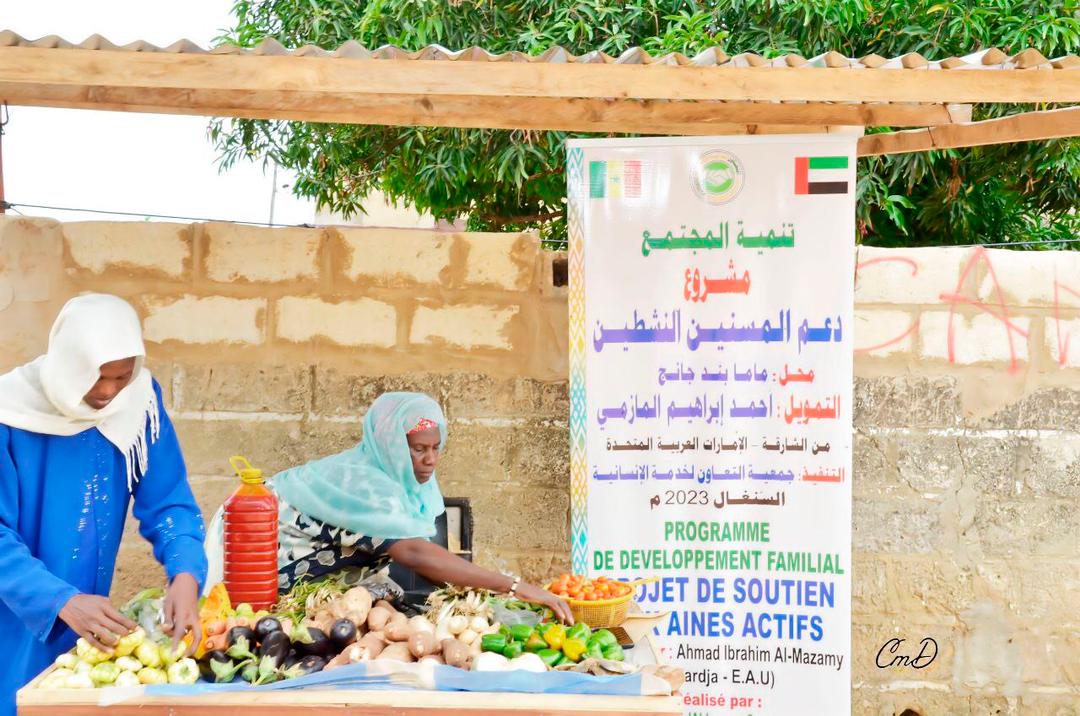 تنمية المجتمع
مشروع
دعم المسنين النشطين
محل : ماما بند جانج
التمويل : احمد إبراهيم المازمي
من الشارقة - الإمارات العربية المتحدة
التنفيذ : جمعية التعاون لخدمة الإنسانية
السنغال 2023 م
PROGRAMME
DE DEVELOPPEMENT FAMILIAL
OJET DE SOUTIEN
AINES ACTIFS
: Ahmad Ibrahim Al-Mazamy
ardja - E.A.U)
éalisé par :
CmD